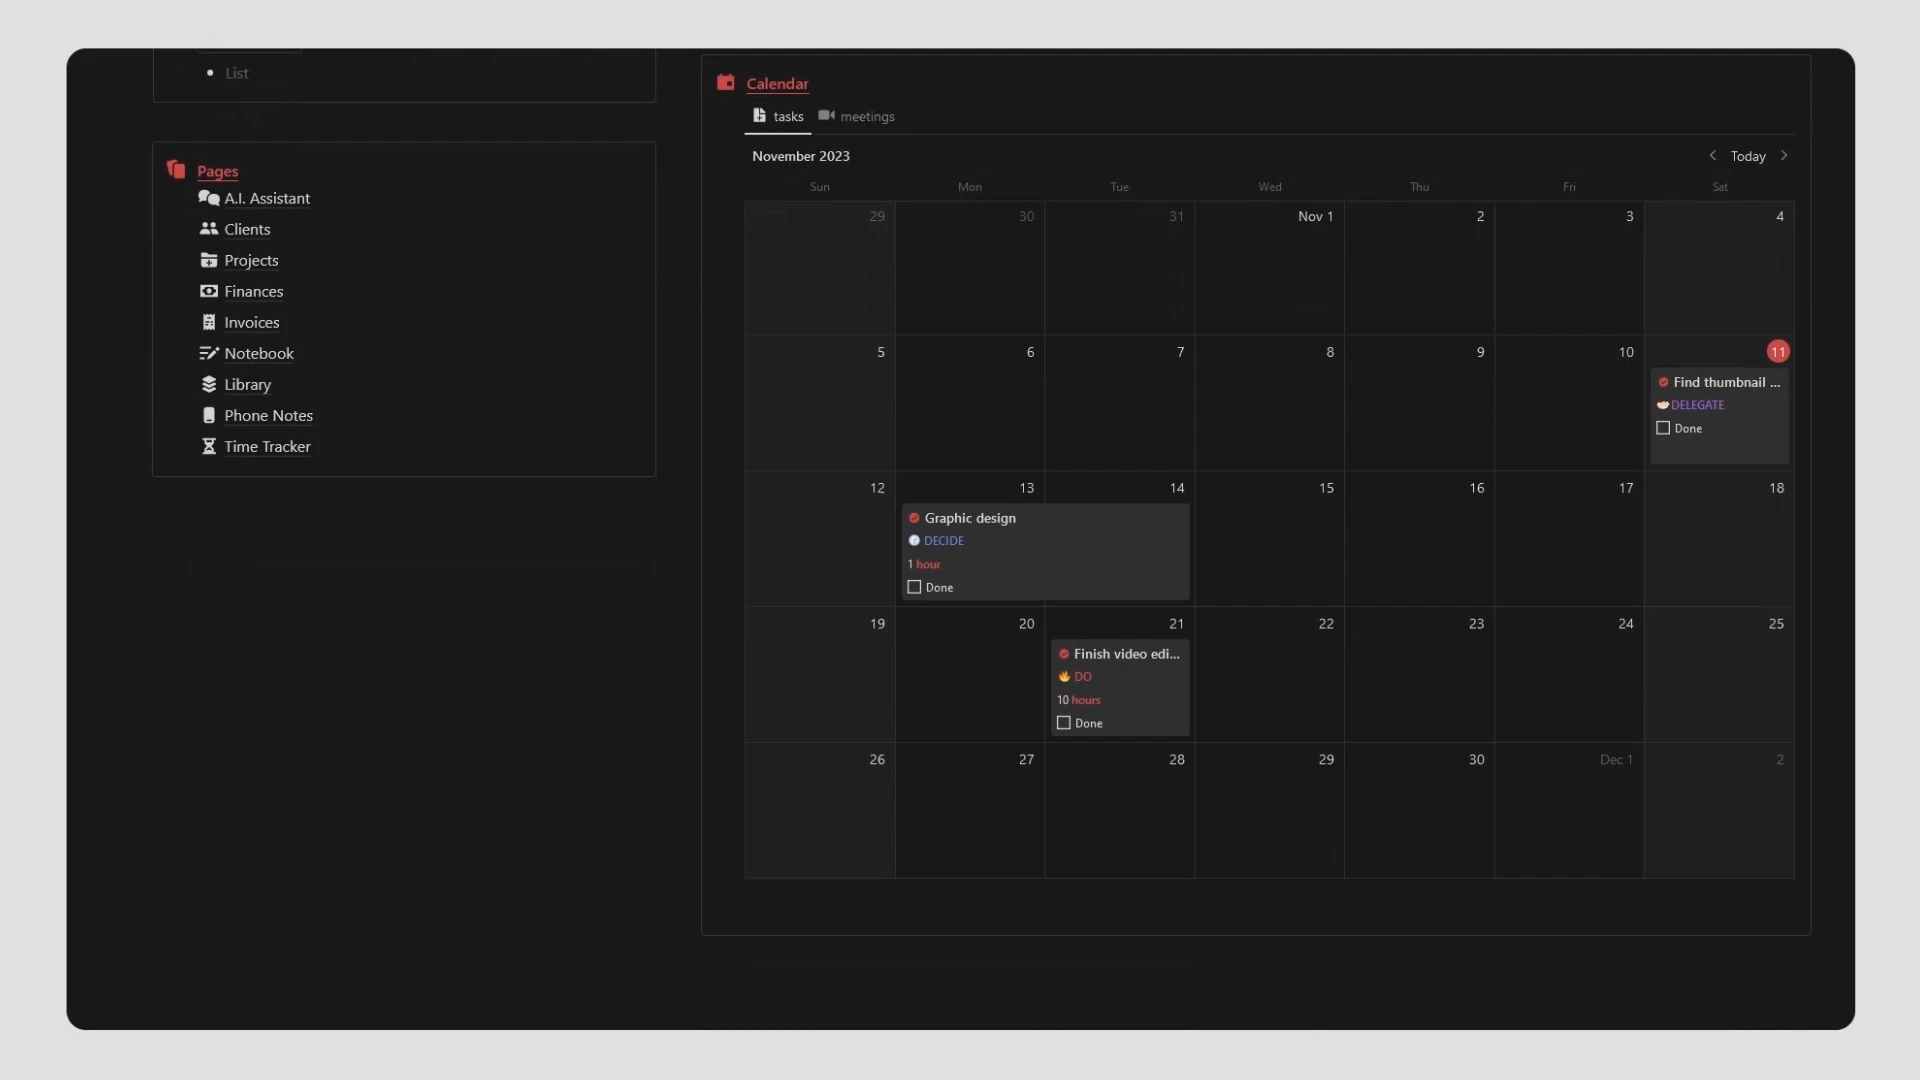 List
Pages
A.I. Assistant
Clients
Projects
Finances
Invoices
Notebook
Library
Phone Notes
Time Tracker
Calendar
tasks meetings
November 2023 Today
Sun Mon Tue Wed Thu Fri Sat
29 30 31 Nov 1 2 3 4
5 6 7 8 9 10 11
Find thumbnail ...
DELEGATE
Done
12 13 14 15 16 17 18
Graphic design
DECIDE
1 hour
Done
19 20 21 22 23 24 25
Finish video edi...
DO
10 hours
Done
26 27 28 29 30 Dec 1 2